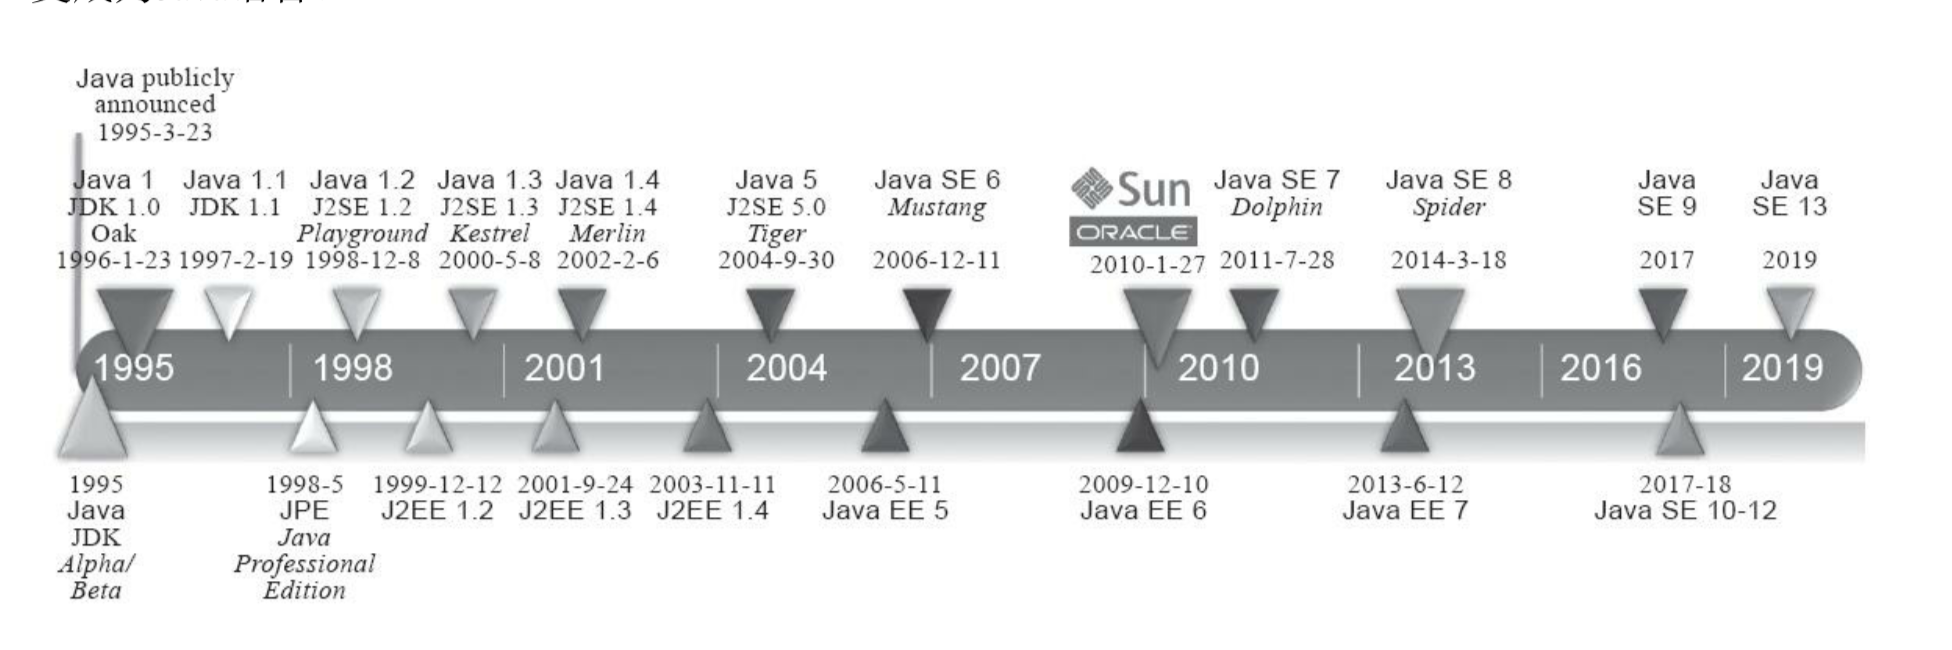 Java publicly
announced
1995-3-23
Java 1
JDK 1.0
Oak
1996-1-23
Java 1.1
JDK 1.1
1997-2-19
Java 1.2
J2SE 1.2
Playground
1998-12-8
Java 1.3
J2SE 1.3
Kestrel
2000-5-8
Java 1.4
J2SE 1.4
Merlin
2002-2-6
Java 5
J2SE 5.0
Tiger
2004-9-30
Java SE 6
Mustang
2006-12-11
Sun
ORACLE
2010-1-27
Java SE 7
Dolphin
2011-7-28
Java SE 8
Spider
2014-3-18
Java
SE 9
2017
Java
SE 13
2019
1995
1998
2001
2004
2007
2010
2013
2016
2019
1995
Java
JDK
Alpha/
Beta
1998-5
JPE
Java
Professional
Edition
1999-12-12
J2EE 1.2
2001-9-24
J2EE 1.3
2003-11-11
J2EE 1.4
2006-5-11
Java EE 5
2009-12-10
Java EE 6
2013-6-12
Java EE 7
2017-18
Java SE 10-12